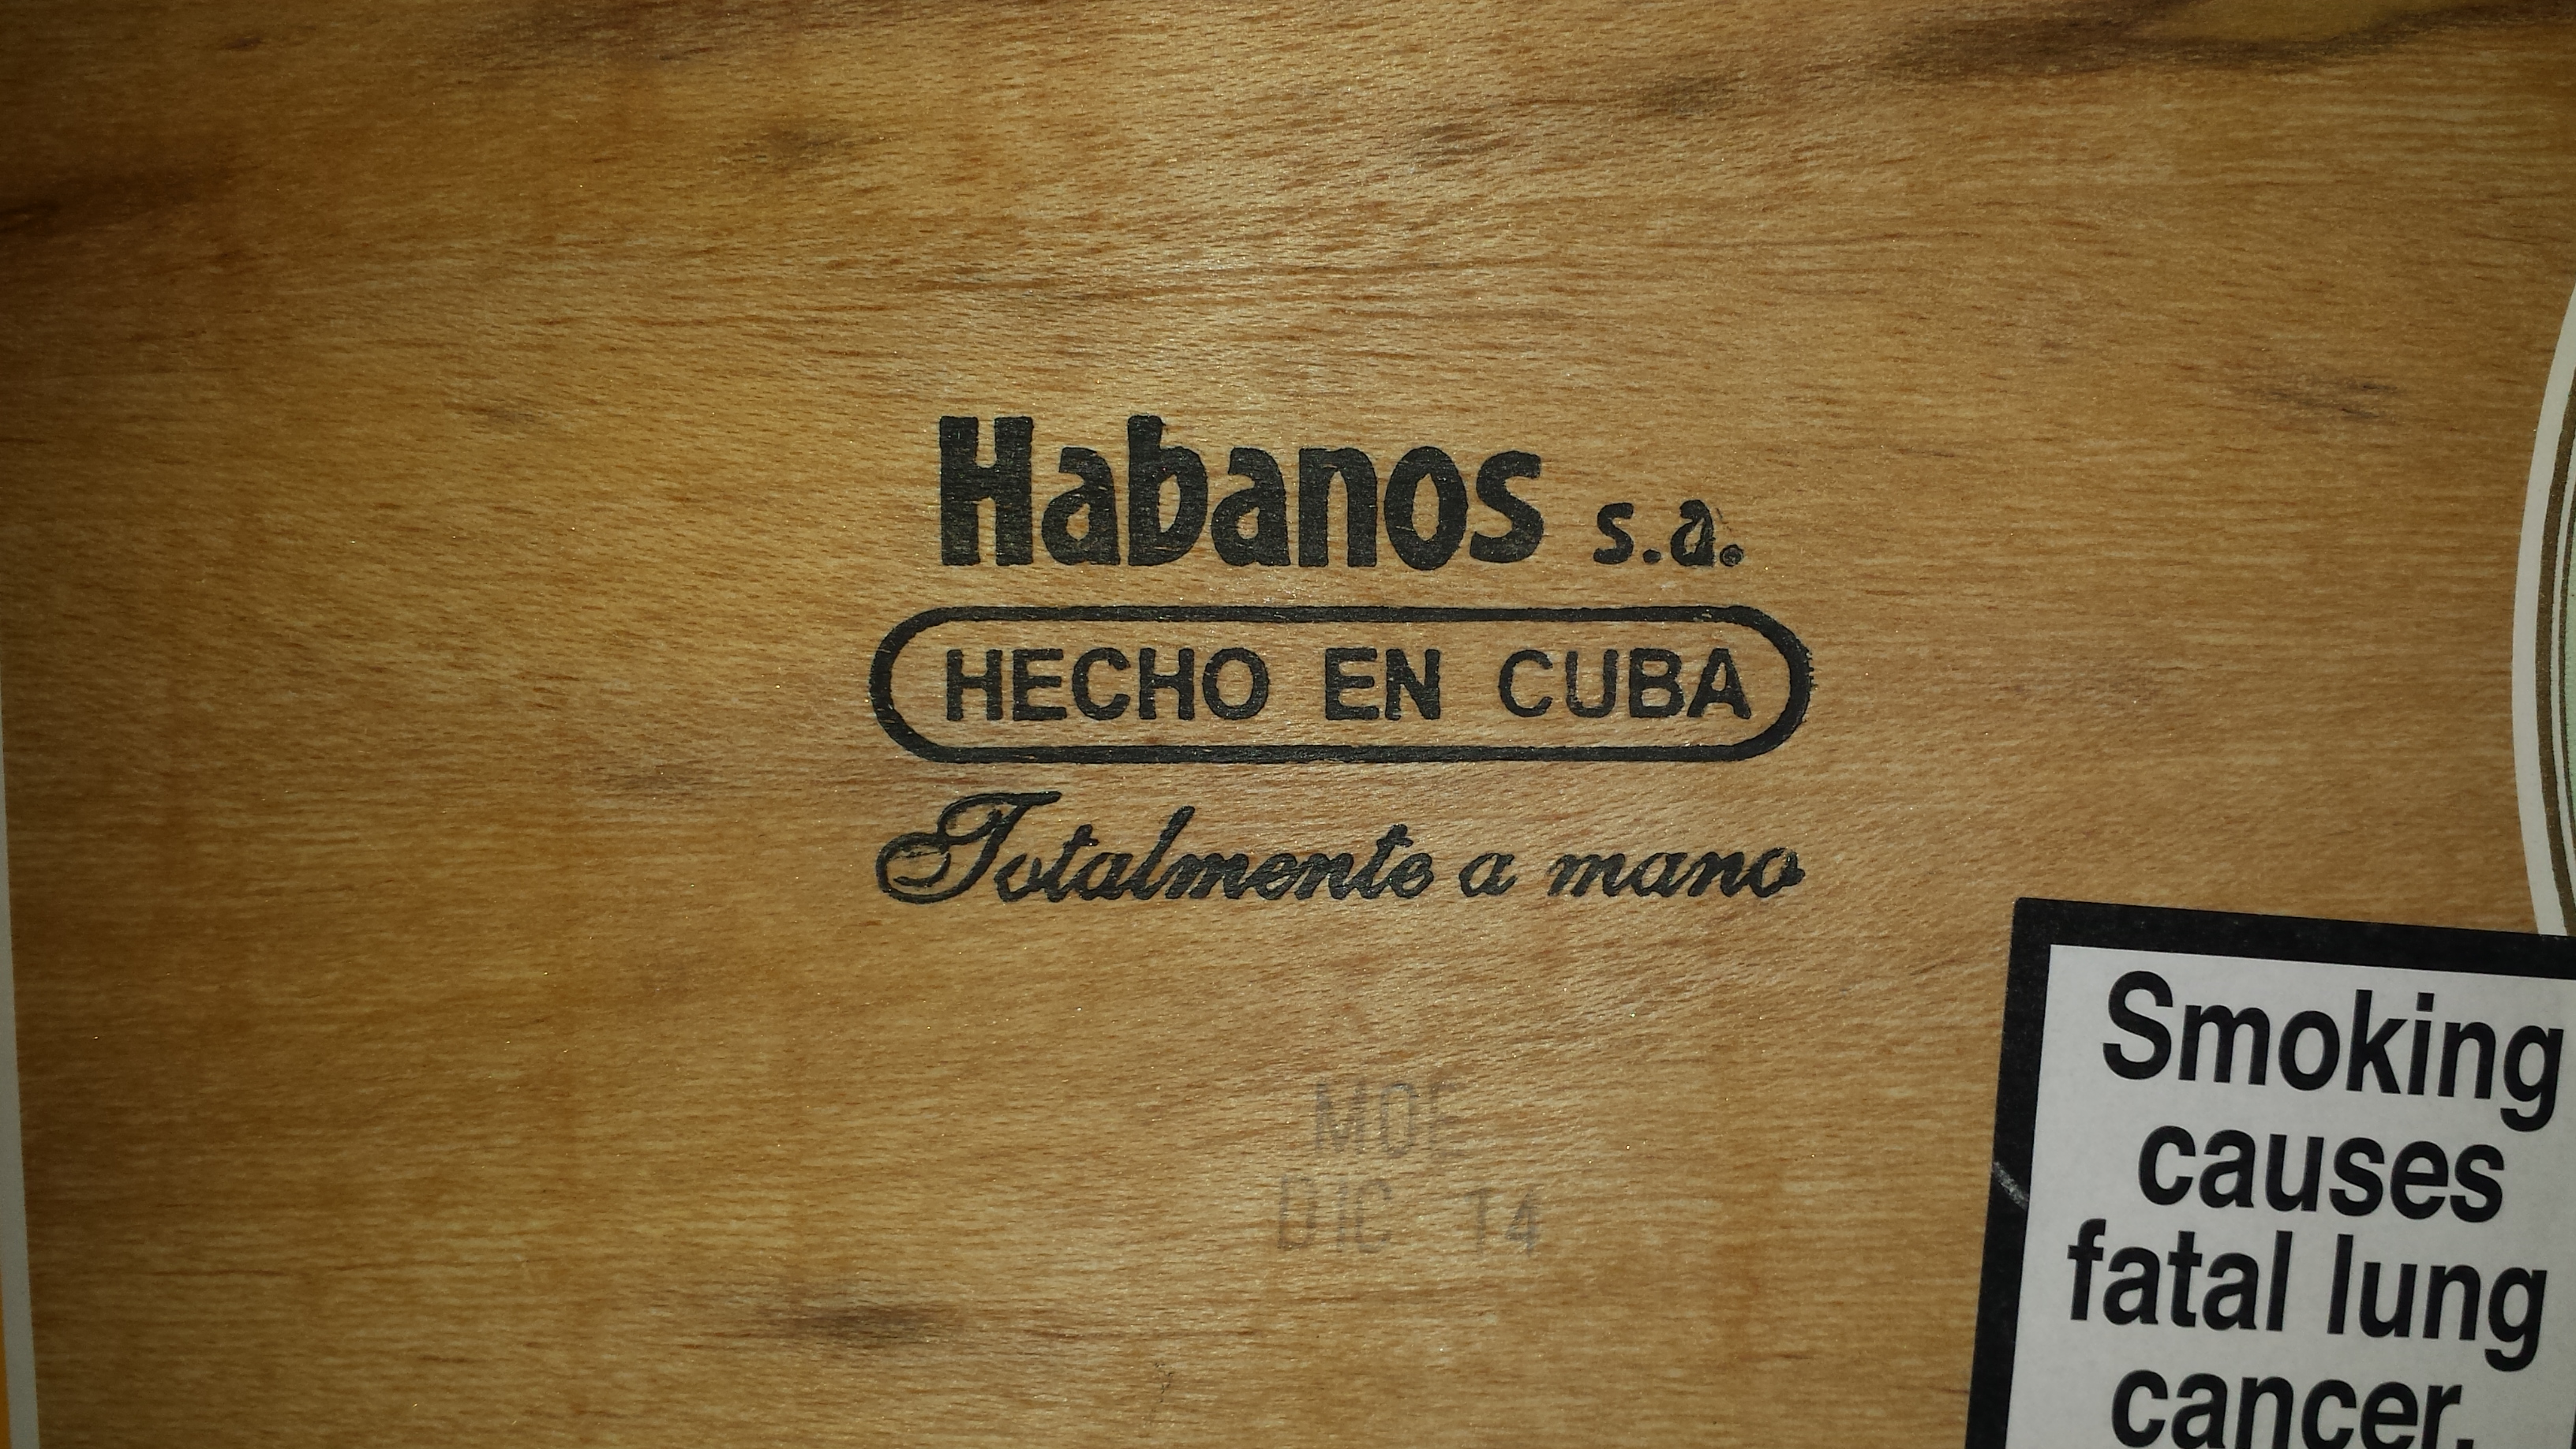 Habanos s.a.
HECHO EN CUBA
Totalmente a mano
MOE
DIC 14
Smoking
causes
fatal lung
cancer.